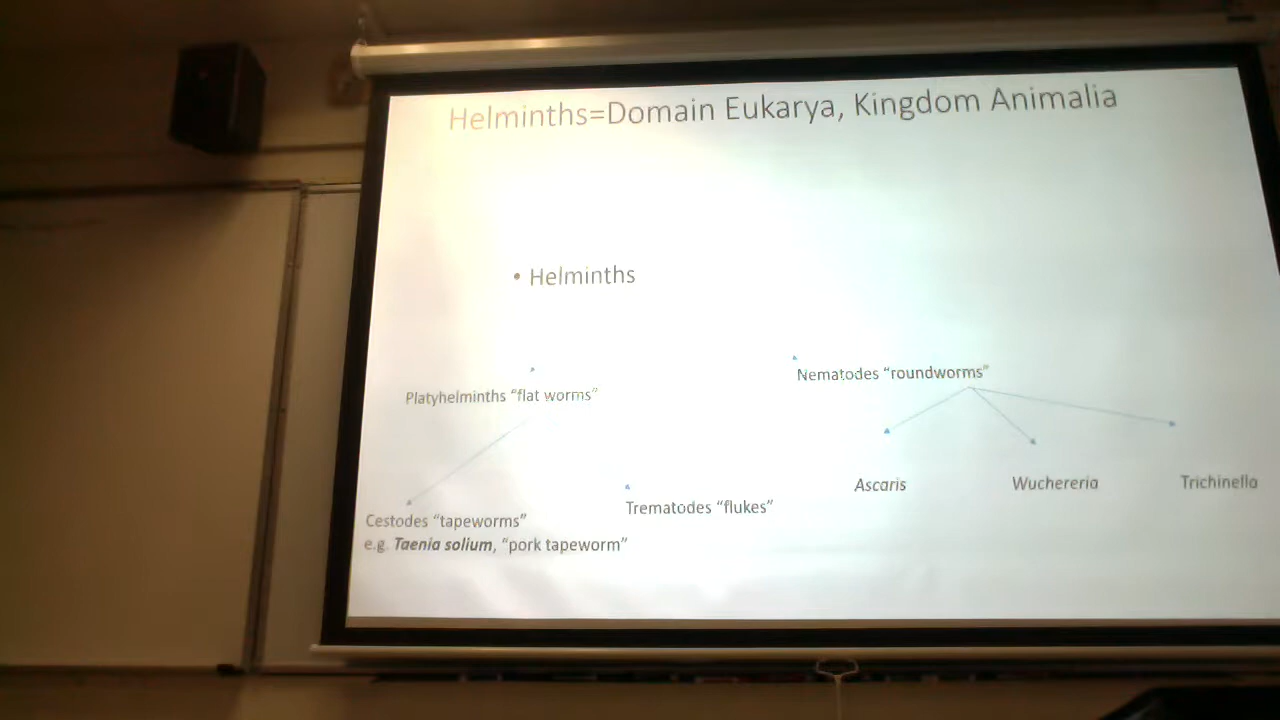 Helminths=Domain Eukarya, Kingdom Animalia
• Helminths
Platyhelminths “flat worms”
Nematodes “roundworms”
Cestodes “tapeworms”
e.g. Taenia solium, “pork tapeworm”
Trematodes “flukes”
Ascaris
Wuchereria
Trichinella